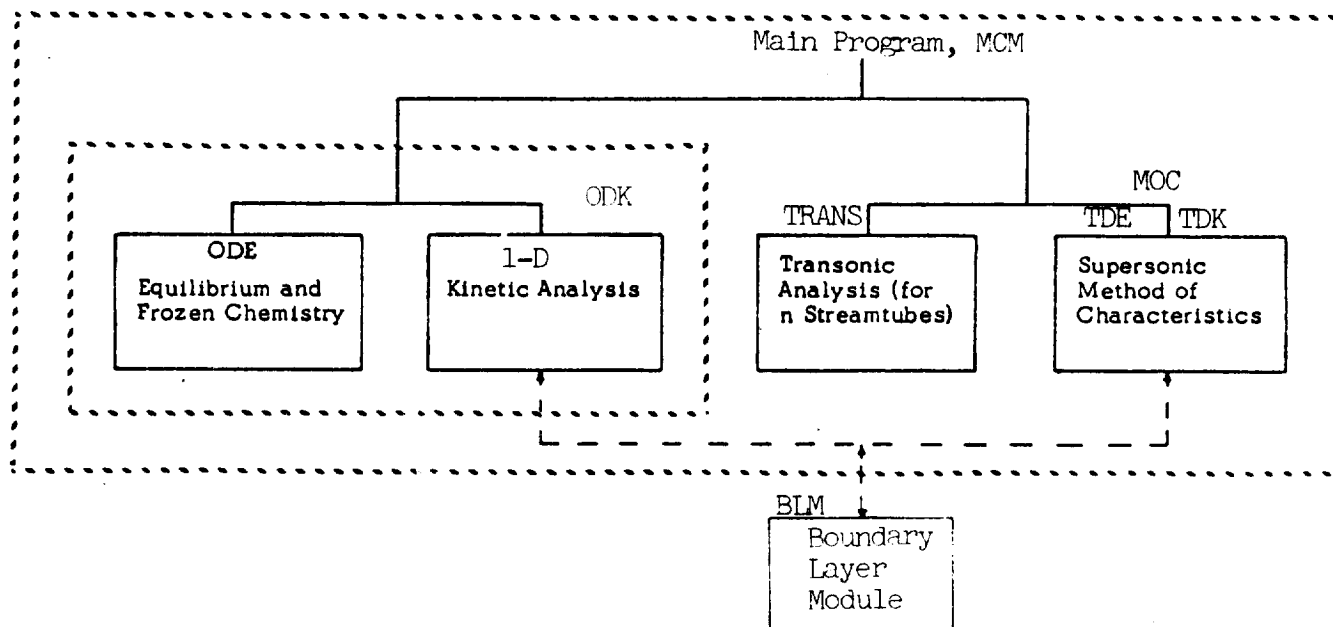 Main Program, MCM
ODK
MOC
TRANS
TDE TDK
ODE
Equilibrium and
Frozen Chemistry
1-D
Kinetic Analysis
Transonic
Analysis (for
n Streamtubes)
Supersonic
Method of
Characteristics
BLM
Boundary
Layer
Module